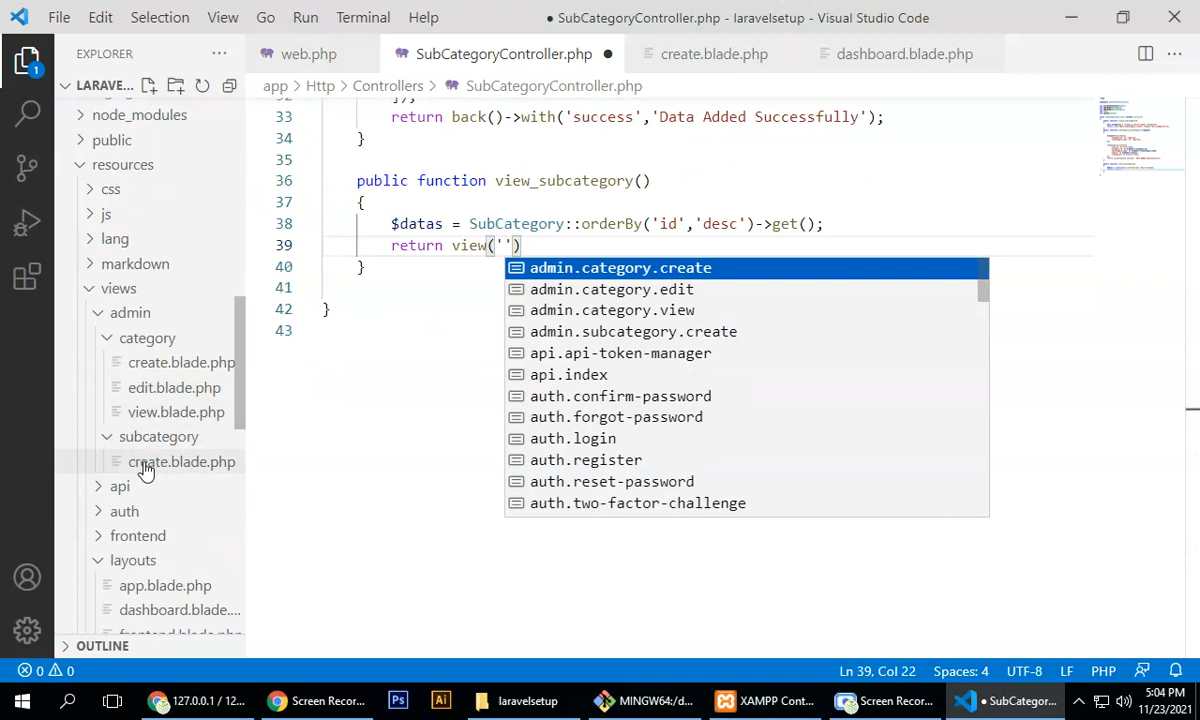 File Edit Selection View Go Run Terminal Help
● SubCategoryController.php - laravelsetup - Visual Studio Code
EXPLORER ···
web.php SubCategoryController.php ● create.blade.php dashboard.blade.php
LARAVE...
app > Http > Controllers > SubCategoryController.php
1
node_modules
public
resources
css
js
lang
markdown
views
admin
category
create.blade.php
edit.blade.php
view.blade.php
subcategory
create.blade.php
api
auth
frontend
layouts
app.blade.php
dashboard.blade....
frontend.blade.php
OUTLINE
33 return back()->with('success','Data Added Successfully');
34 }
35
36 public function view_subcategory()
37 {
38 $datas = SubCategory::orderBy('id','desc')->get();
39 return view('')
40 }
41
42 }
43
admin.category.create
admin.category.edit
admin.category.view
admin.subcategory.create
api.api-token-manager
api.index
auth.confirm-password
auth.forgot-password
auth.login
auth.register
auth.reset-password
auth.two-factor-challenge
0 0 Ln 39, Col 22 Spaces: 4 UTF-8 LF PHP
127.0.0.1 / 12... Screen Recor... Ps Ai laravelsetup MINGW64:/d... XAMPP Cont... Screen Recor... ● SubCategor...
5:04 PM
11/23/2021